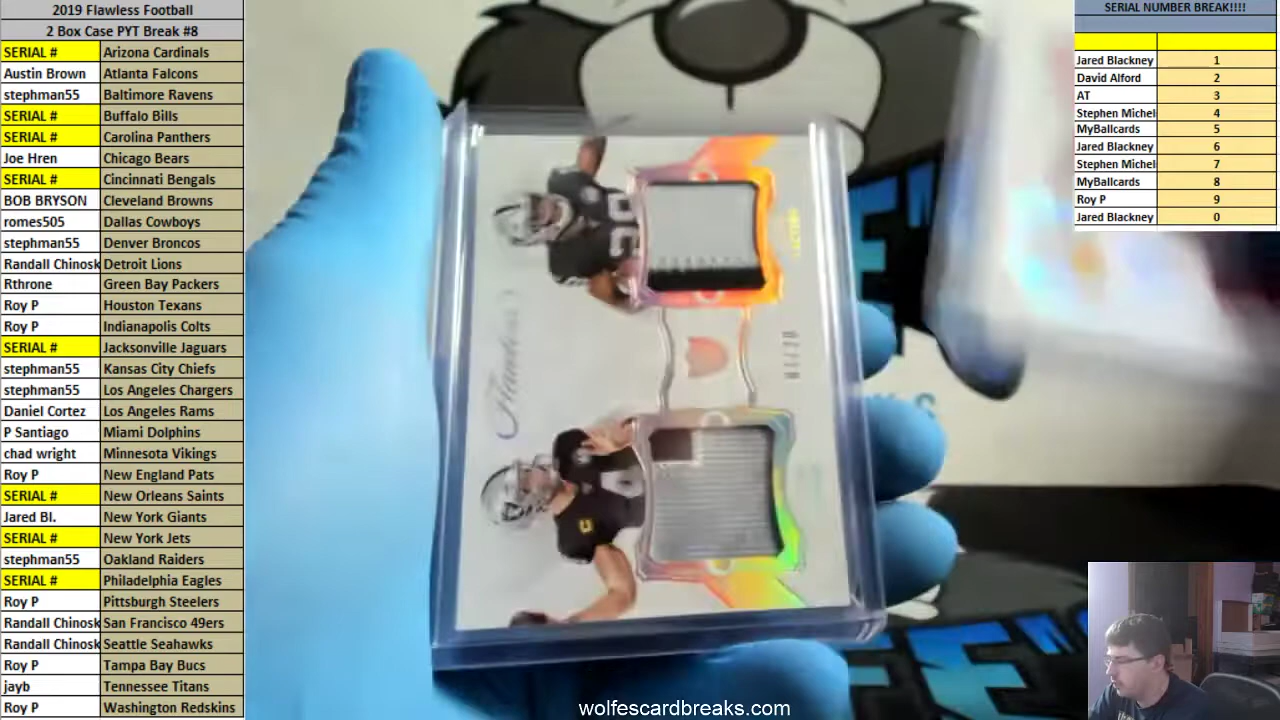 2019 Flawless Football
2 Box Case PYT Break #8
SERIAL # Arizona Cardinals
Austin Brown Atlanta Falcons
stephman55 Baltimore Ravens
SERIAL # Buffalo Bills
SERIAL # Carolina Panthers
Joe Hren Chicago Bears
SERIAL # Cincinnati Bengals
BOB BRYSON Cleveland Browns
romes505 Dallas Cowboys
stephman55 Denver Broncos
Randall Chinosk Detroit Lions
Rthrone Green Bay Packers
Roy P Houston Texans
Roy P Indianapolis Colts
SERIAL # Jacksonville Jaguars
stephman55 Kansas City Chiefs
stephman55 Los Angeles Chargers
Daniel Cortez Los Angeles Rams
P Santiago Miami Dolphins
chad wright Minnesota Vikings
Roy P New England Pats
SERIAL # New Orleans Saints
Jared Bl. New York Giants
SERIAL # New York Jets
stephman55 Oakland Raiders
SERIAL # Philadelphia Eagles
Roy P Pittsburgh Steelers
Randall Chinosk San Francisco 49ers
Randall Chinosk Seattle Seahawks
Roy P Tampa Bay Bucs
jayb Tennessee Titans
Roy P Washington Redskins
SERIAL NUMBER BREAK!!!!
Jared Blackney 1
David Alford 2
AT 3
Stephen Michel 4
MyBallcards 5
Jared Blackney 6
Stephen Michel 7
MyBallcards 8
Roy P 9
Jared Blackney 0
Flawless
wolfescardbreaks.com